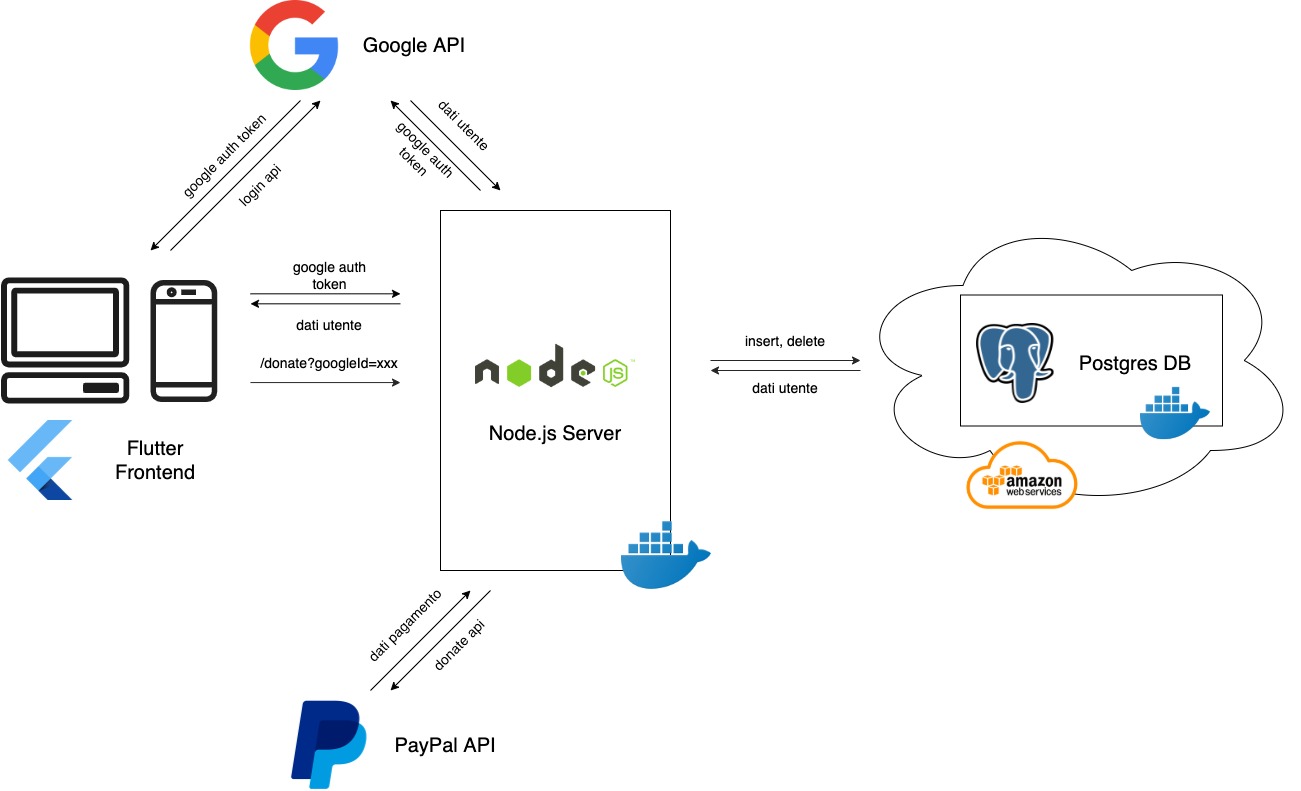 Google API
google auth token
login api
dati utente
google auth
token
google auth
token
dati utente
/donate?googleId=xxx
Flutter
Frontend
node
JS
™
Node.js Server
insert, delete
dati utente
Postgres DB
amazon
web services
dati pagamento
donate api
PayPal API